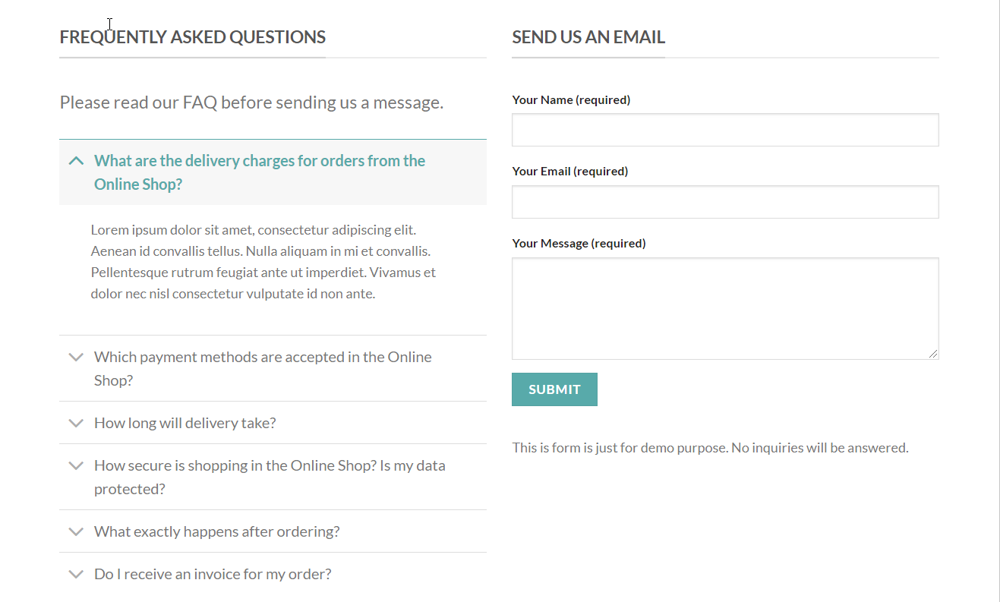 FREQUENTLY ASKED QUESTIONS
Please read our FAQ before sending us a message.
What are the delivery charges for orders from the
Online Shop?
Lorem ipsum dolor sit amet, consectetur adipiscing elit.
Aenean id convallis tellus. Nulla aliquam in mi et convallis.
Pellentesque rutrum feugiat ante ut imperdiet. Vivamus et
dolor nec nisl consectetur vulputate id non ante.
Which payment methods are accepted in the Online
Shop?
How long will delivery take?
How secure is shopping in the Online Shop? Is my data
protected?
What exactly happens after ordering?
Do I receive an invoice for my order?
SEND US AN EMAIL
Your Name (required)
Your Email (required)
Your Message (required)
SUBMIT
This is form is just for demo purpose. No inquiries will be answered.